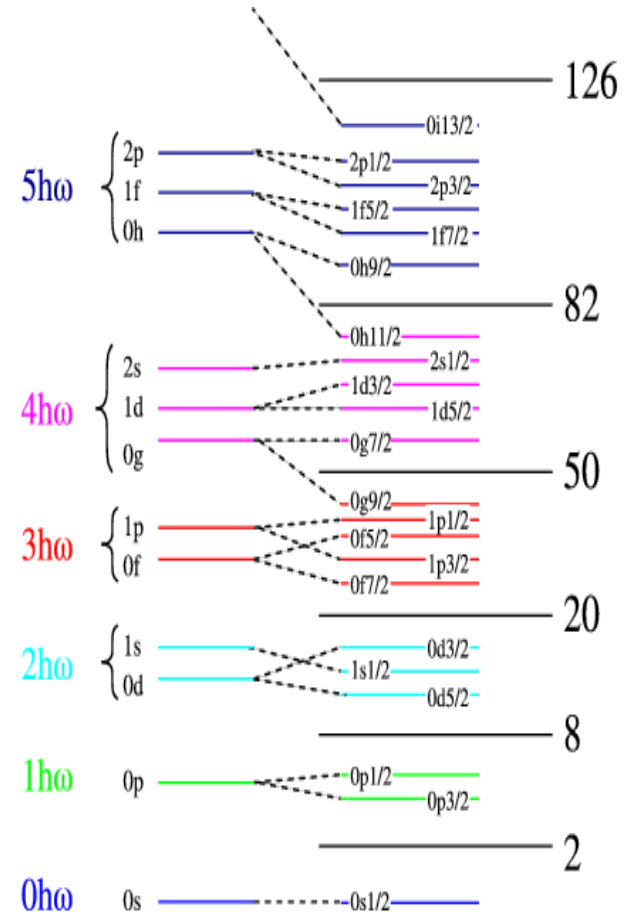 126
0i13/2
2p
2p1/2
5hω
2p3/2
1f
1f5/2
1f7/2
0h
0h9/2
82
0h11/2
2s
2s1/2
1d3/2
4hω
1d
1d5/2
0g7/2
0g
50
0g9/2
1p
1p1/2
3hω
0f5/2
0f
1p3/2
0f7/2
20
1s
0d3/2
2hω
1s1/2
0d
0d5/2
8
1hω
0p
0p1/2
0p3/2
2
0hω
0s
0s1/2